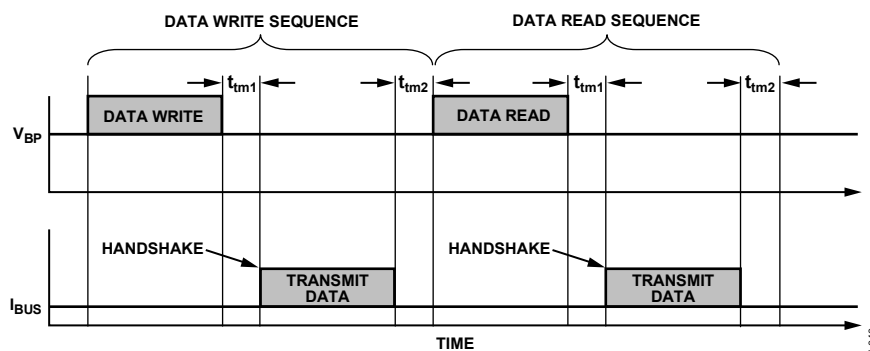 DATA WRITE SEQUENCE
DATA READ SEQUENCE
t_tm1
t_tm2
t_tm1
t_tm2
DATA WRITE
DATA READ
V_BP
HANDSHAKE
HANDSHAKE
TRANSMIT
DATA
TRANSMIT
DATA
I_BUS
TIME